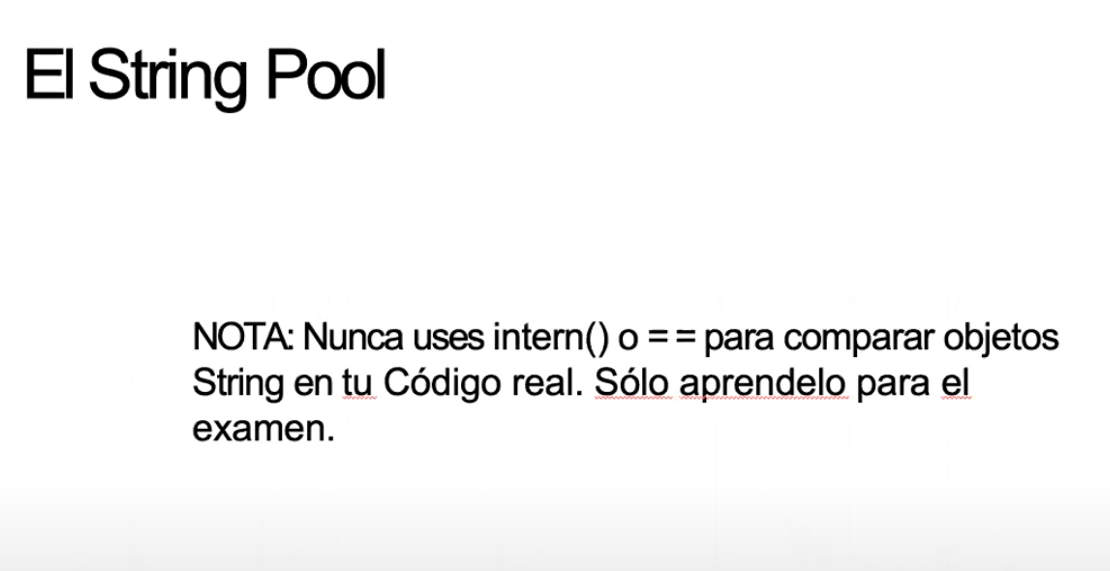 El String Pool
NOTA: Nunca uses intern() o = = para comparar objetos
String en tu Código real. Sólo aprendelo para el
examen.